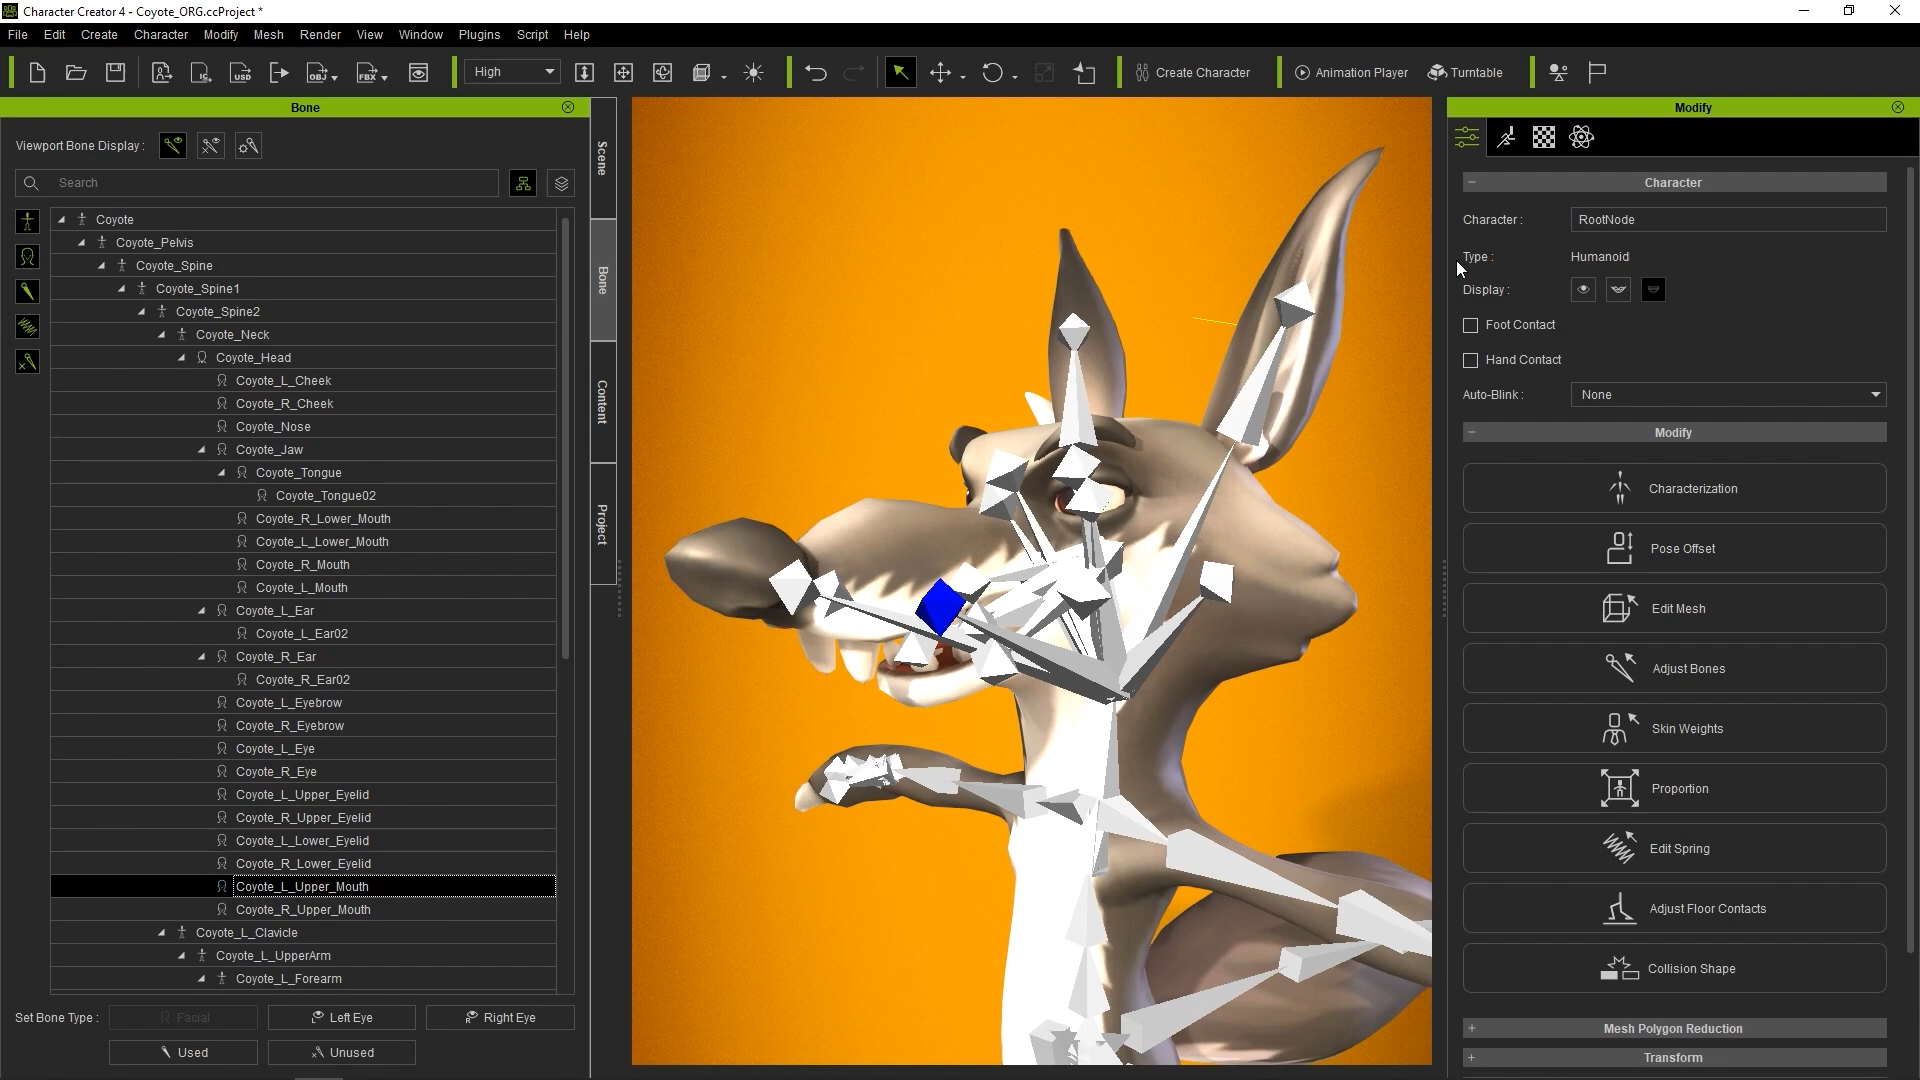 Character Creator 4 - Coyote_ORG.ccProject *
File Edit Create Character Modify Mesh Render View Window Plugins Script Help
IC USD OBJ FBX High Create Character Animation Player Turntable
Bone
Viewport Bone Display :
Search
Coyote
Coyote_Pelvis
Coyote_Spine
Coyote_Spine1
Coyote_Spine2
Coyote_Neck
Coyote_Head
Coyote_L_Cheek
Coyote_R_Cheek
Coyote_Nose
Coyote_Jaw
Coyote_Tongue
Coyote_Tongue02
Coyote_R_Lower_Mouth
Coyote_L_Lower_Mouth
Coyote_R_Mouth
Coyote_L_Mouth
Coyote_L_Ear
Coyote_L_Ear02
Coyote_R_Ear
Coyote_R_Ear02
Coyote_L_Eyebrow
Coyote_R_Eyebrow
Coyote_L_Eye
Coyote_R_Eye
Coyote_L_Upper_Eyelid
Coyote_R_Upper_Eyelid
Coyote_L_Lower_Eyelid
Coyote_R_Lower_Eyelid
Coyote_L_Upper_Mouth
Coyote_R_Upper_Mouth
Coyote_L_Clavicle
Coyote_L_UpperArm
Coyote_L_Forearm
Set Bone Type : Facial Left Eye Right Eye
Used Unused
Scene
Bone
Content
Project
Modify
Character
Character : RootNode
Type : Humanoid
Display :
Foot Contact
Hand Contact
Auto-Blink : None
Modify
Characterization
Pose Offset
Edit Mesh
Adjust Bones
Skin Weights
Proportion
Edit Spring
Adjust Floor Contacts
Collision Shape
Mesh Polygon Reduction
Transform